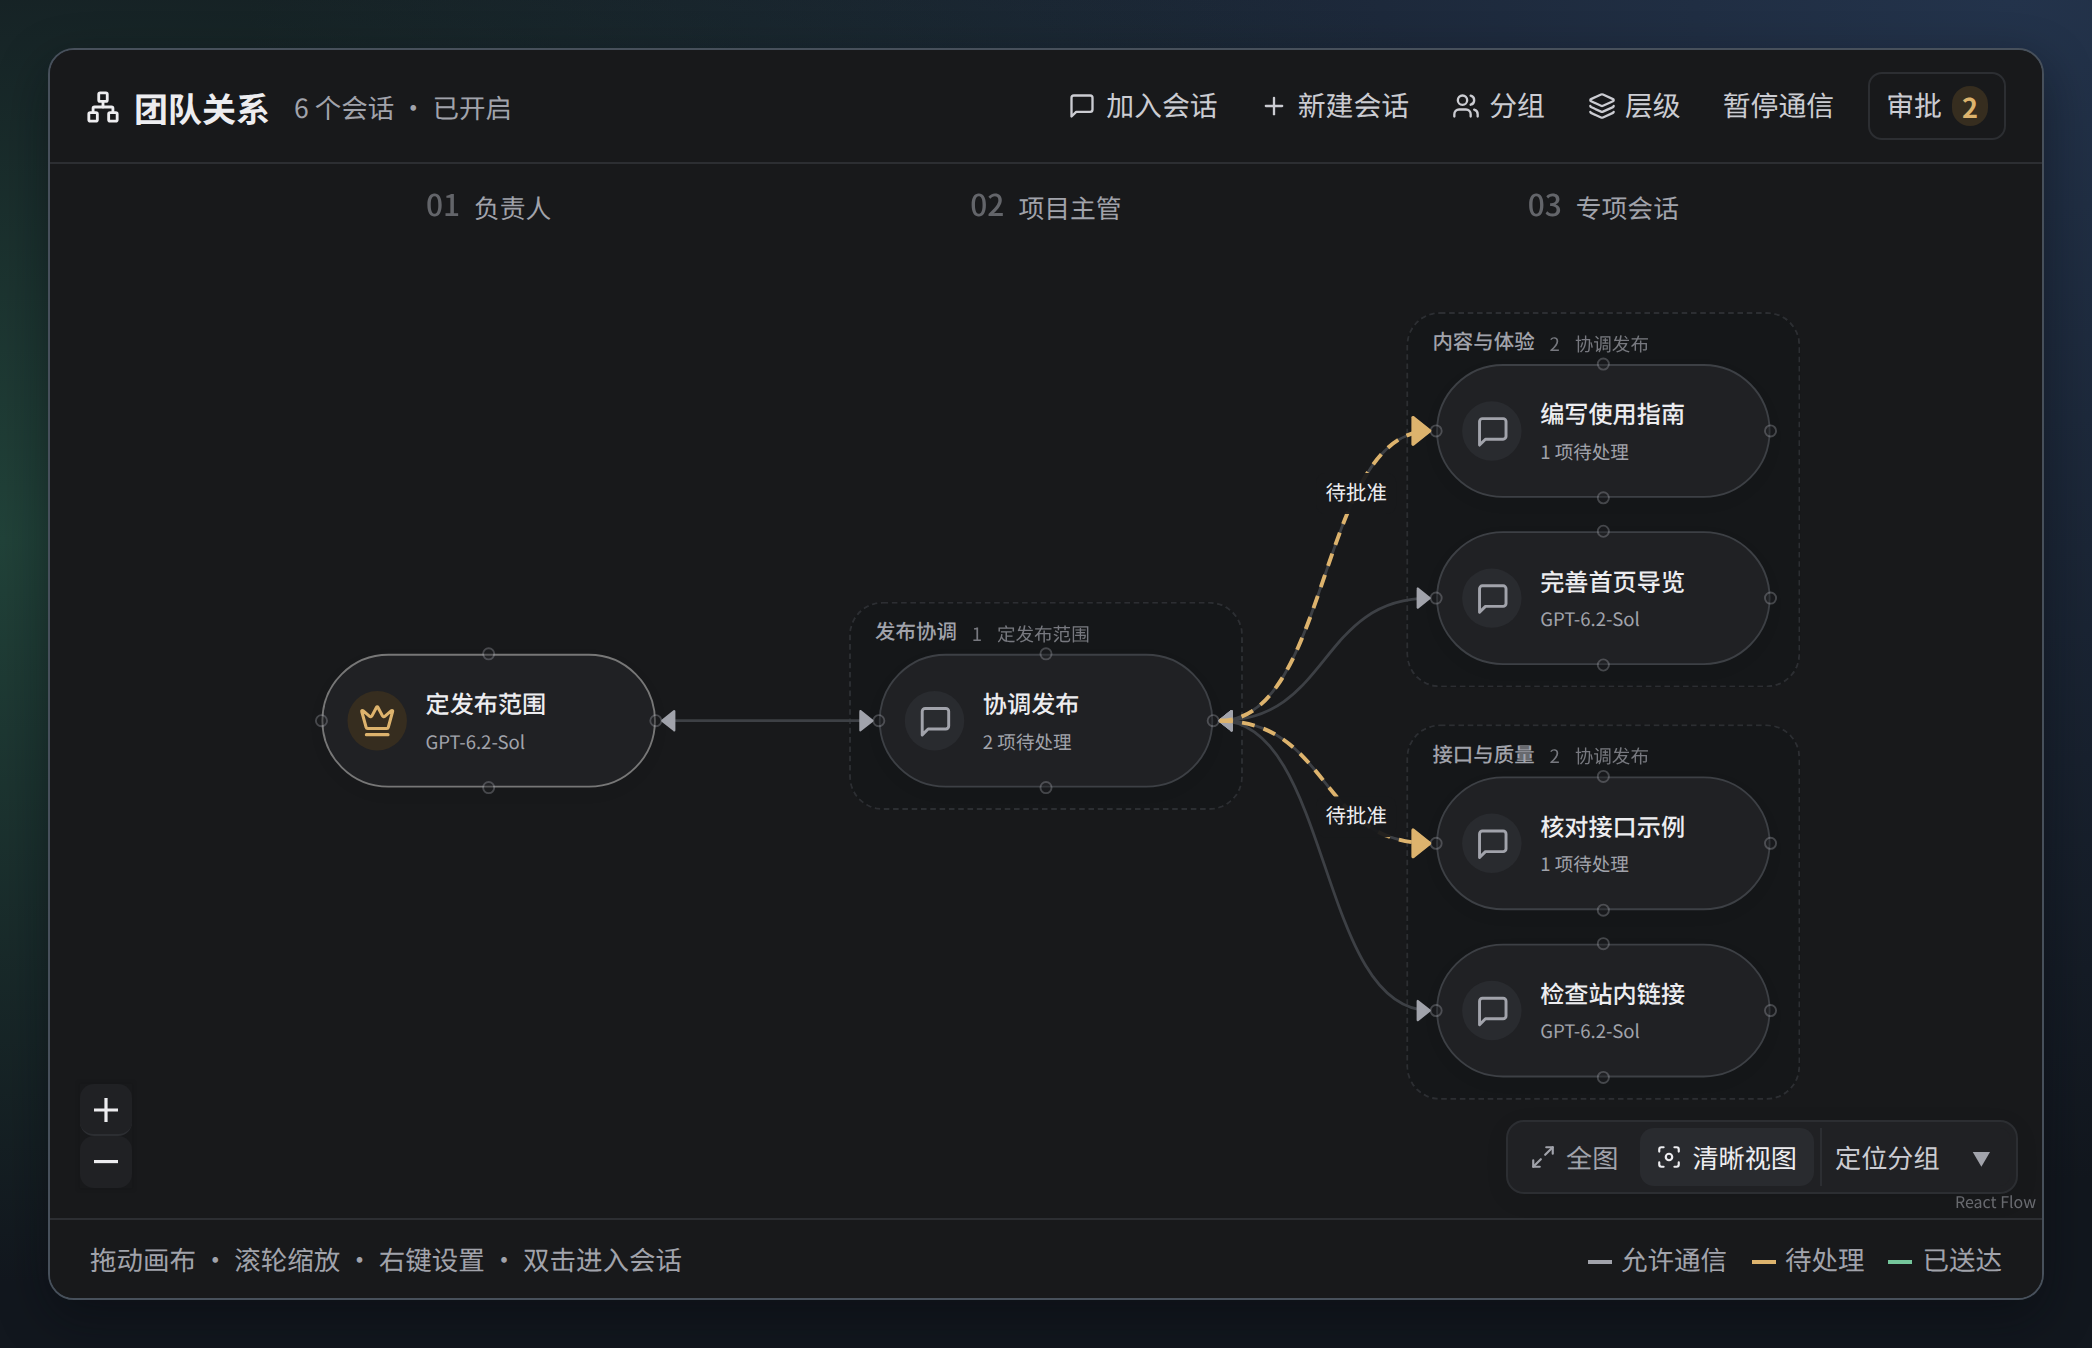 团队关系 6 个会话 • 已开启
加入会话 新建会话 分组 层级 暂停通信 审批 2
01 负责人 02 项目主管 03 专项会话
内容与体验 2 协调发布
编写使用指南
1 项待处理
待批准
完善首页导览
GPT-6.2-Sol
发布协调 1 定发布范围
定发布范围
GPT-6.2-Sol
协调发布
2 项待处理
接口与质量 2 协调发布
待批准
核对接口示例
1 项待处理
检查站内链接
GPT-6.2-Sol
全图 清晰视图 定位分组
React Flow
拖动画布 • 滚轮缩放 • 右键设置 • 双击进入会话
允许通信 待处理 已送达